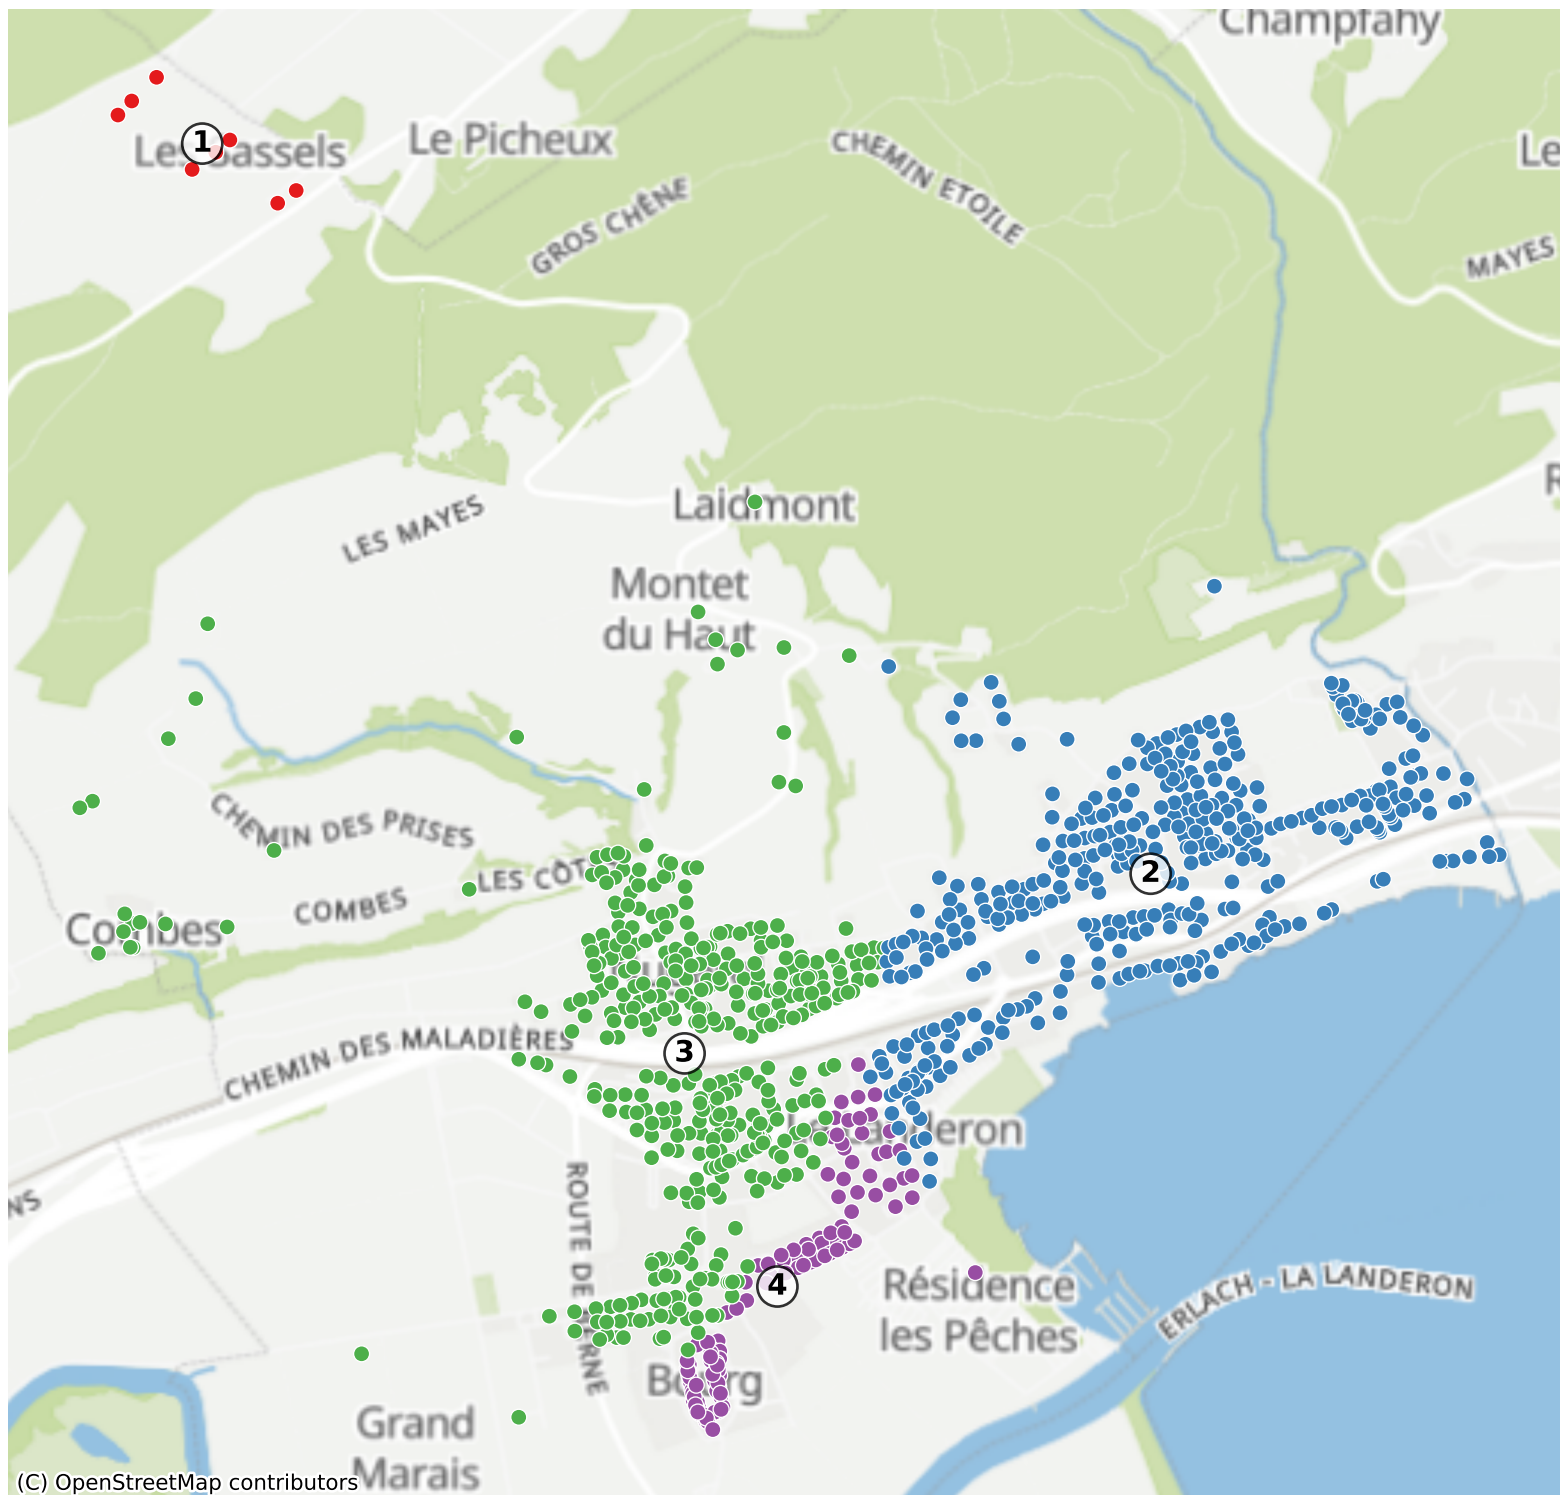 Champfahy
1
Les Bassels
Le Picheux
CHEMIN ETOILE
Le
GROS CHÊNE
MAYES
R
LES MAYES
Laidmont
Montet
du Haut
CHEMIN DES PRISES
LES CÔT
COMBES
Combes
2
CHEMIN DES MALADIÈRES
3
Le Landeron
NS
ROUTE DE BERNE
4
Résidence
les Pêches
ERLACH - LA LANDERON
Bourg
Grand
Marais
(C) OpenStreetMap contributors